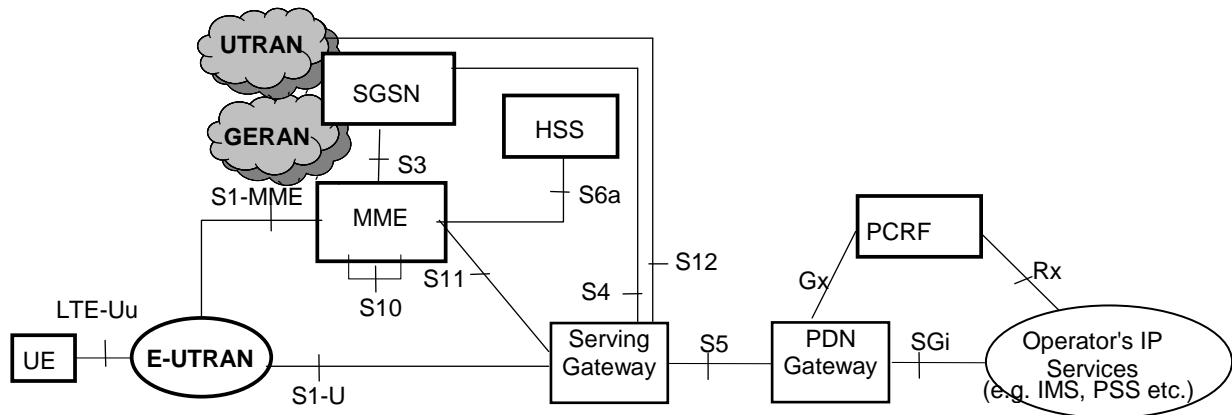 UTRAN
SGSN
GERAN
HSS
S3
S1-MME
S6a
MME
PCRF
S12
S11
Gx
Rx
S10
S4
LTE-Uu
UE
E-UTRAN
Serving
Gateway
S5
PDN
Gateway
SGi
Operator's IP
Services
(e.g. IMS, PSS etc.)
S1-U